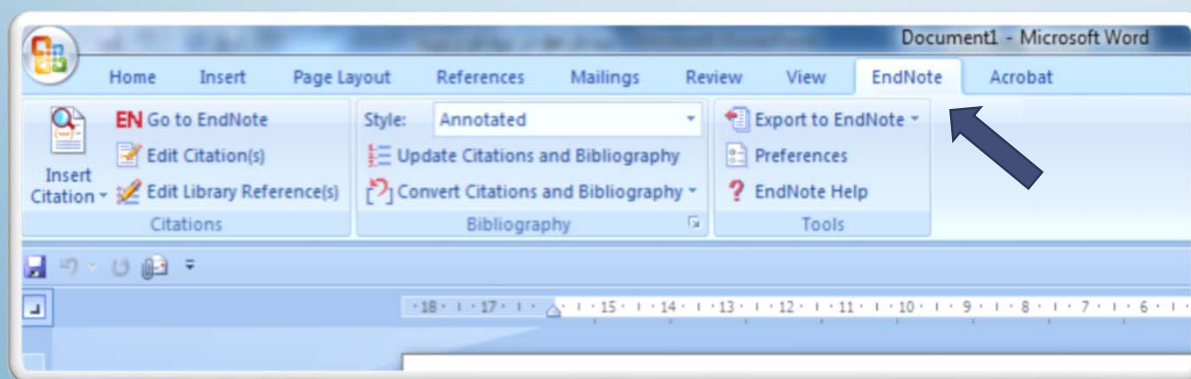 Document1 - Microsoft Word
Home Insert Page Layout References Mailings Review View EndNote Acrobat
Insert Citation
EN Go to EndNote
Edit Citation(s)
Edit Library Reference(s)
Citations
Style: Annotated
Update Citations and Bibliography
Convert Citations and Bibliography
Bibliography
Export to EndNote
Preferences
? EndNote Help
Tools
18 17 15 14 13 12 11 10 9 8 7 6